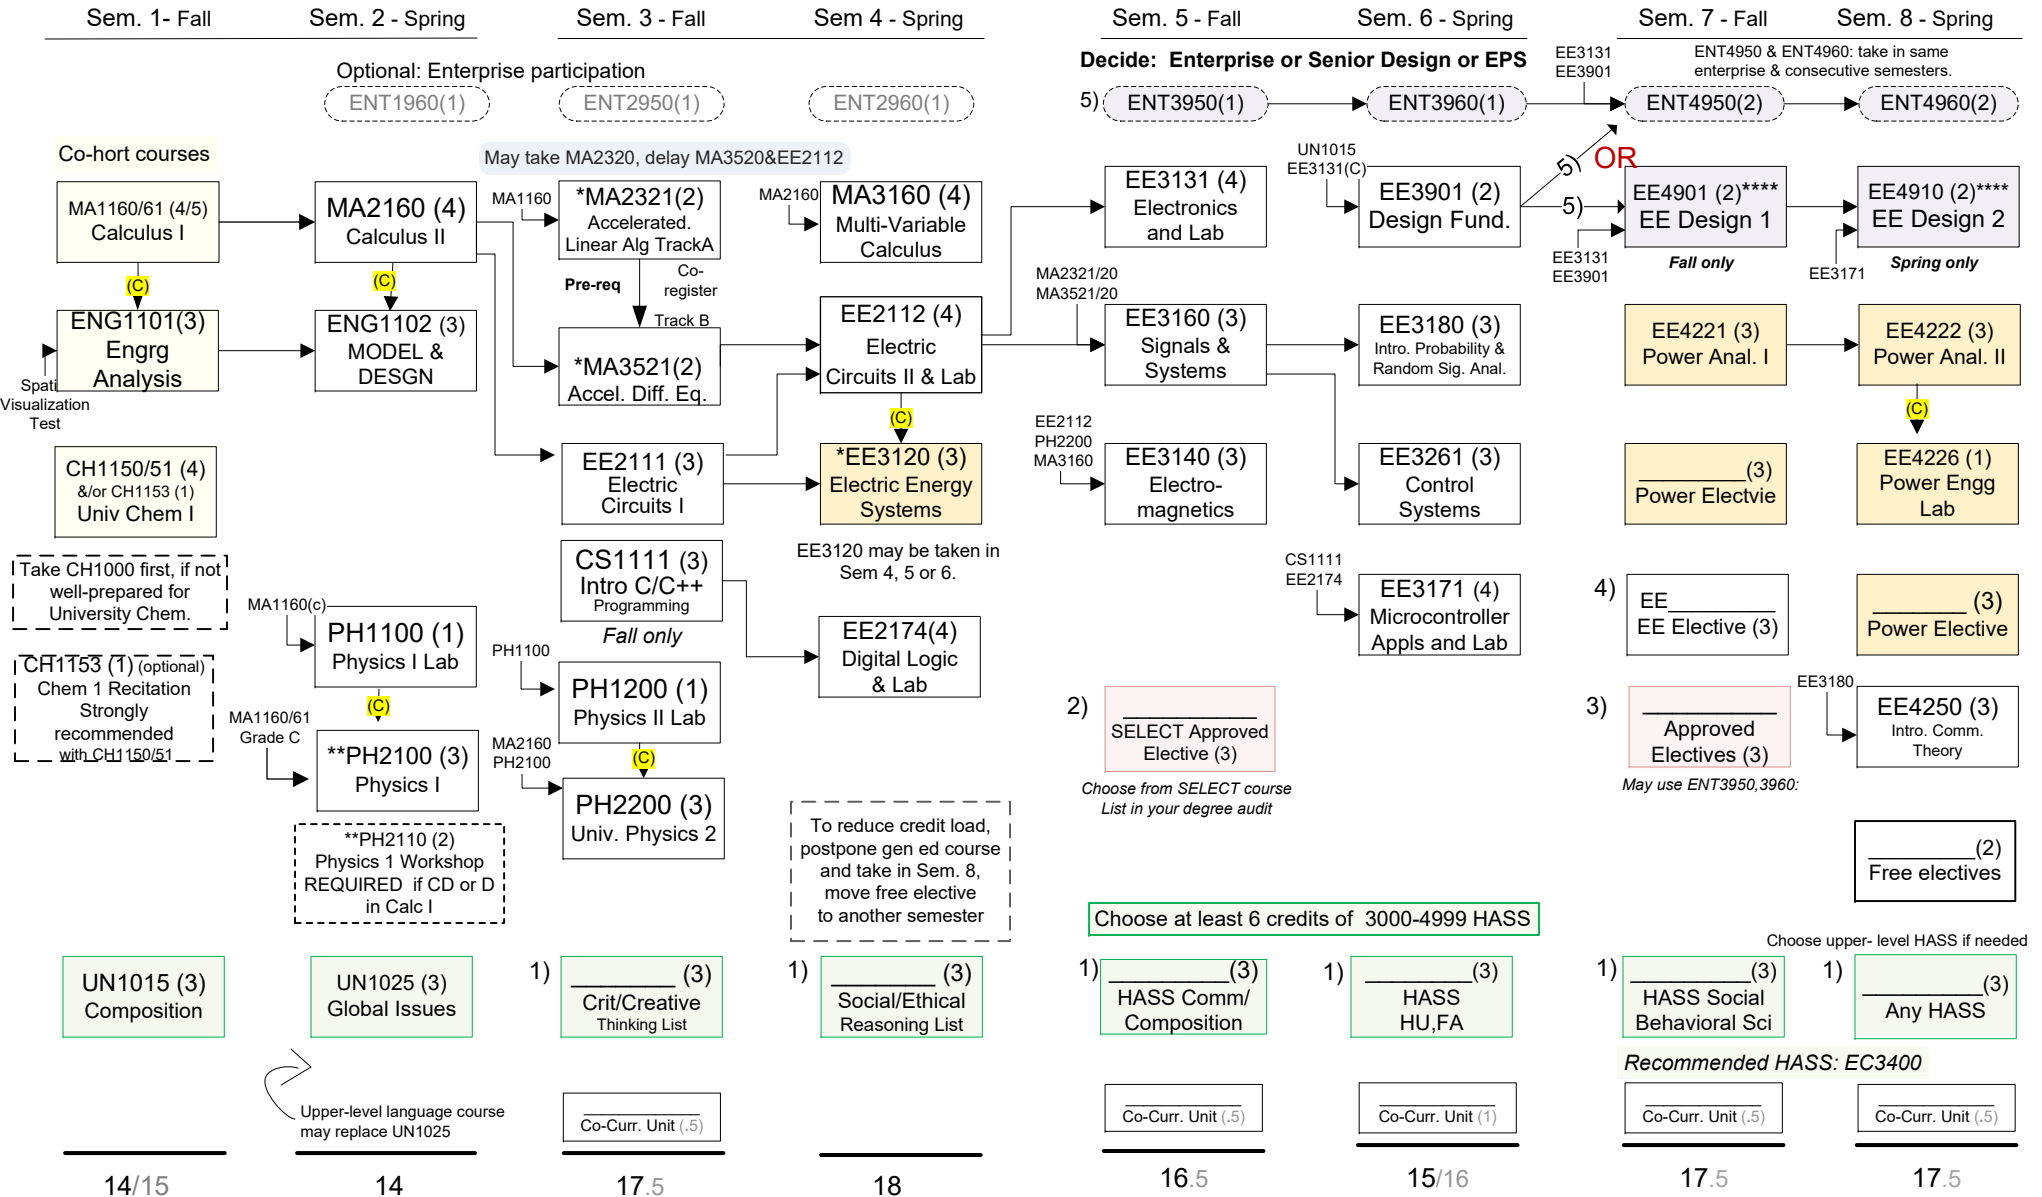 Sem. 1- Fall
Sem. 2 - Spring
Sem. 3 - Fall
Sem 4 - Spring
Sem. 5 - Fall
Sem. 6 - Spring
Sem. 7 - Fall
Sem. 8 - Spring
Optional: Enterprise participation
ENT1960(1)
ENT2950(1)
ENT2960(1)
Decide: Enterprise or Senior Design or EPS
5)
ENT3950(1)
ENT3960(1)
EE3131
EE3901
ENT4950 & ENT4960: take in same
enterprise & consecutive semesters.
ENT4950(2)
ENT4960(2)
Co-hort courses
May take MA2320, delay MA3520&EE2112
MA1160/61 (4/5)
Calculus I
(C)
ENG1101(3)
Engrg
Analysis
Spati
Visualization
Test
CH1150/51 (4)
&/or CH1153 (1)
Univ Chem I
Take CH1000 first, if not
well-prepared for
University Chem.
CH1153 (1) (optional)
Chem 1 Recitation
Strongly
recommended
with CH1150/51
UN1015 (3)
Composition
14/15
MA2160 (4)
Calculus II
(C)
ENG1102 (3)
MODEL &
DESGN
MA1160(c)
PH1100 (1)
Physics I Lab
(C)
MA1160/61
Grade C
**PH2100 (3)
Physics I
**PH2110 (2)
Physics 1 Workshop
REQUIRED if CD or D
in Calc I
UN1025 (3)
Global Issues
Upper-level language course
may replace UN1025
14
MA1160
*MA2321(2)
Accelerated.
Linear Alg TrackA
Pre-req
Co-
register
Track B
*MA3521(2)
Accel. Diff. Eq.
EE2111 (3)
Electric
Circuits I
CS1111 (3)
Intro C/C++
Programming
Fall only
PH1100
PH1200 (1)
Physics II Lab
(C)
MA2160
PH2100
PH2200 (3)
Univ. Physics 2
1)
_________ (3)
Crit/Creative
Thinking List
__________
Co-Curr. Unit (.5)
17.5
MA2160
MA3160 (4)
Multi-Variable
Calculus
EE2112 (4)
Electric
Circuits II & Lab
(C)
*EE3120 (3)
Electric Energy
Systems
EE3120 may be taken in
Sem 4, 5 or 6.
EE2174(4)
Digital Logic
& Lab
To reduce credit load,
postpone gen ed course
and take in Sem. 8,
move free elective
to another semester
1)
_________ (3)
Social/Ethical
Reasoning List
18
EE3131 (4)
Electronics
and Lab
MA2321/20
MA3521/20
EE3160 (3)
Signals &
Systems
EE2112
PH2200
MA3160
EE3140 (3)
Electro-
magnetics
2)
___________
SELECT Approved
Elective (3)
Choose from SELECT course
List in your degree audit
Choose at least 6 credits of 3000-4999 HASS
1)
__________(3)
HASS Comm/
Composition
__________
Co-Curr. Unit (.5)
16.5
UN1015
EE3131(C)
EE3901 (2)
Design Fund.
5)
5)
OR
EE3180 (3)
Intro. Probability &
Random Sig. Anal.
EE3261 (3)
Control
Systems
CS1111
EE2174
EE3171 (4)
Microcontroller
Appls and Lab
1)
_________(3)
HASS
HU,FA
__________
Co-Curr. Unit (1)
15/16
EE4901 (2)****
EE Design 1
EE3131
EE3901
Fall only
EE4221 (3)
Power Anal. I
_________(3)
Power Electvie
4)
EE_________
EE Elective (3)
3)
___________
Approved
Electives (3)
May use ENT3950,3960:
1)
__________(3)
HASS Social
Behavioral Sci
Recommended HASS: EC3400
__________
Co-Curr. Unit (.5)
17.5
EE4910 (2)****
EE Design 2
EE3171
Spring only
EE4222 (3)
Power Anal. II
(C)
EE4226 (1)
Power Engg
Lab
________ (3)
Power Elective
EE3180
EE4250 (3)
Intro. Comm.
Theory
_________(2)
Free electives
Choose upper- level HASS if needed
1)
__________(3)
Any HASS
__________
Co-Curr. Unit (.5)
17.5